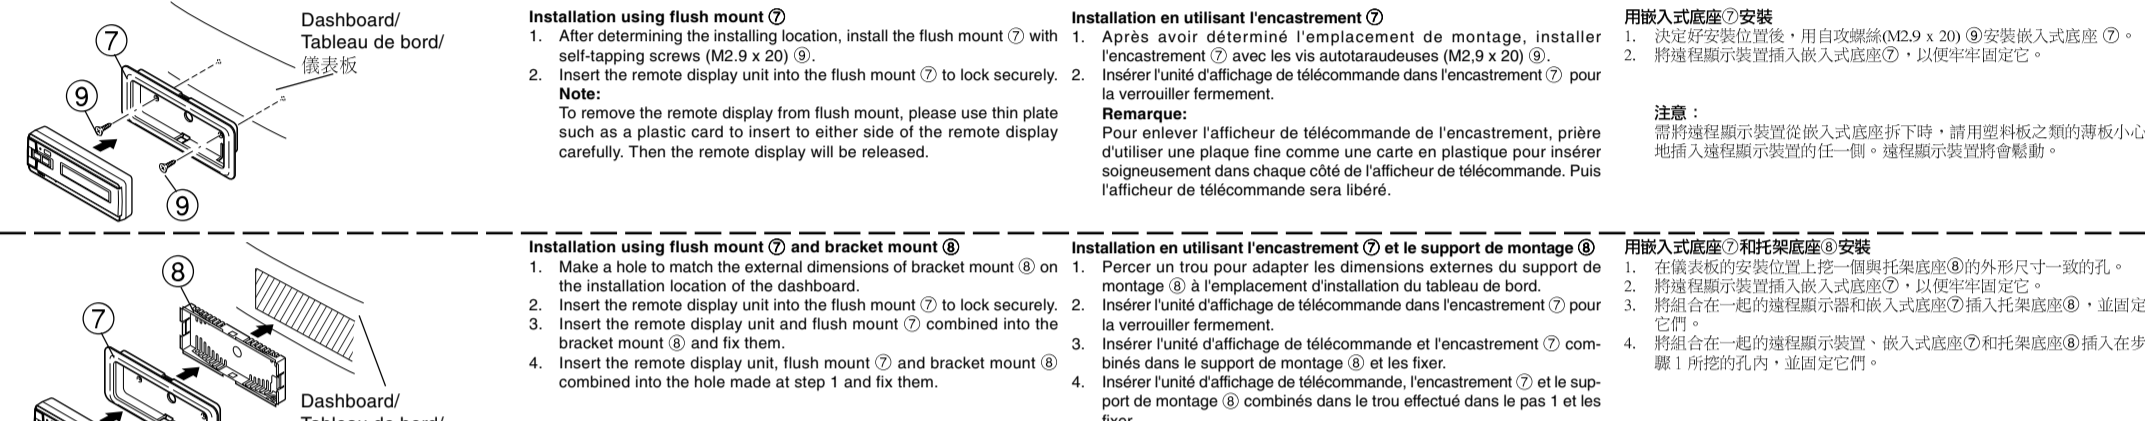 Dashboard/
Tableau de bord/
儀表板
⑦
⑨
⑨
Installation using flush mount ⑦
1. After determining the installing location, install the flush mount ⑦ with
self-tapping screws (M2.9 x 20) ⑨.
2. Insert the remote display unit into the flush mount ⑦ to lock securely.
Note:
To remove the remote display from flush mount, please use thin plate
such as a plastic card to insert to either side of the remote display
carefully. Then the remote display will be released.
Installation en utilisant l'encastrement ⑦
1. Après avoir déterminé l'emplacement de montage, installer
l'encastrement ⑦ avec les vis autotaraudeuses (M2,9 x 20) ⑨.
2. Insérer l'unité d'affichage de télécommande dans l'encastrement ⑦ pour
la verrouiller fermement.
Remarque:
Pour enlever l'afficheur de télécommande de l'encastrement, prière
d'utiliser une plaque fine comme une carte en plastique pour insérer
soigneusement dans chaque côté de l'afficheur de télécommande. Puis
l'afficheur de télécommande sera libéré.
用嵌入式底座⑦安裝
1. 決定好安裝位置後，用自攻螺絲(M2.9 x 20) ⑨安裝嵌入式底座 ⑦。
2. 將遠程顯示裝置插入嵌入式底座⑦，以便牢牢固定它。
注意：
需將遠程顯示裝置從嵌入式底座拆下時，請用塑料板之類的薄板小心
地插入遠程顯示裝置的任一側。遠程顯示裝置將會鬆動。
⑧
⑦
Dashboard/
Tableau de bord/
Installation using flush mount ⑦ and bracket mount ⑧
1. Make a hole to match the external dimensions of bracket mount ⑧ on
the installation location of the dashboard.
2. Insert the remote display unit into the flush mount ⑦ to lock securely.
3. Insert the remote display unit and flush mount ⑦ combined into the
bracket mount ⑧ and fix them.
4. Insert the remote display unit, flush mount ⑦ and bracket mount ⑧
combined into the hole made at step 1 and fix them.
Installation en utilisant l'encastrement ⑦ et le support de montage ⑧
1. Percer un trou pour adapter les dimensions externes du support de
montage ⑧ à l'emplacement d'installation du tableau de bord.
2. Insérer l'unité d'affichage de télécommande dans l'encastrement ⑦ pour
la verrouiller fermement.
3. Insérer l'unité d'affichage de télécommande et l'encastrement ⑦ com-
binés dans le support de montage ⑧ et les fixer.
4. Insérer l'unité d'affichage de télécommande, l'encastrement ⑦ et le sup-
port de montage ⑧ combinés dans le trou effectué dans le pas 1 et les
fixer.
用嵌入式底座⑦和托架底座⑧安裝
1. 在儀表板的安裝位置上挖一個與托架底座⑧的外形尺寸一致的孔。
2. 將遠程顯示裝置插入嵌入式底座⑦，以便牢牢固定它。
3. 將組合在一起的遠程顯示器和嵌入式底座⑦插入托架底座⑧，並固定
它們。
4. 將組合在一起的遠程顯示裝置、嵌入式底座⑦和托架底座⑧插入在步
驟 1 所挖的孔內，並固定它們。